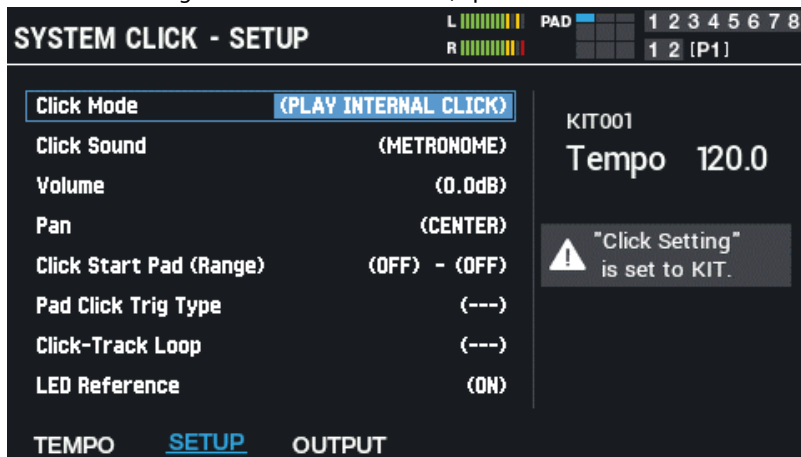 SYSTEM CLICK - SETUP
L
R
PAD
1 2 3 4 5 6 7 8
1 2 [P1]
Click Mode (PLAY INTERNAL CLICK)
Click Sound (METRONOME)
Volume (0.0dB)
Pan (CENTER)
Click Start Pad (Range) (OFF) - (OFF)
Pad Click Trig Type (---)
Click-Track Loop (---)
LED Reference (ON)
KIT001
Tempo 120.0
"Click Setting"
is set to KIT.
TEMPO SETUP OUTPUT